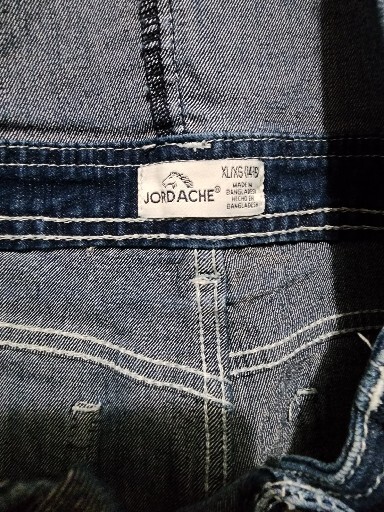 JORDACHE®
XL/XG (14-16)
MADE IN
BANGLADESH
HECHO EN
BANGLADESH